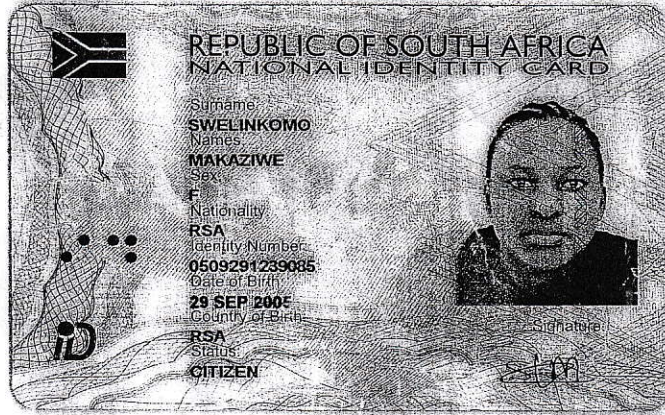 REPUBLIC OF SOUTH AFRICA
NATIONAL IDENTITY CARD
Surname
SWELINKOMO
Names
MAKAZIWE
Sex
F
Nationality
RSA
Identity Number
0509291239085
Date of Birth
29 SEP 2005
Country of Birth
RSA
Status
CITIZEN
Signature
iD